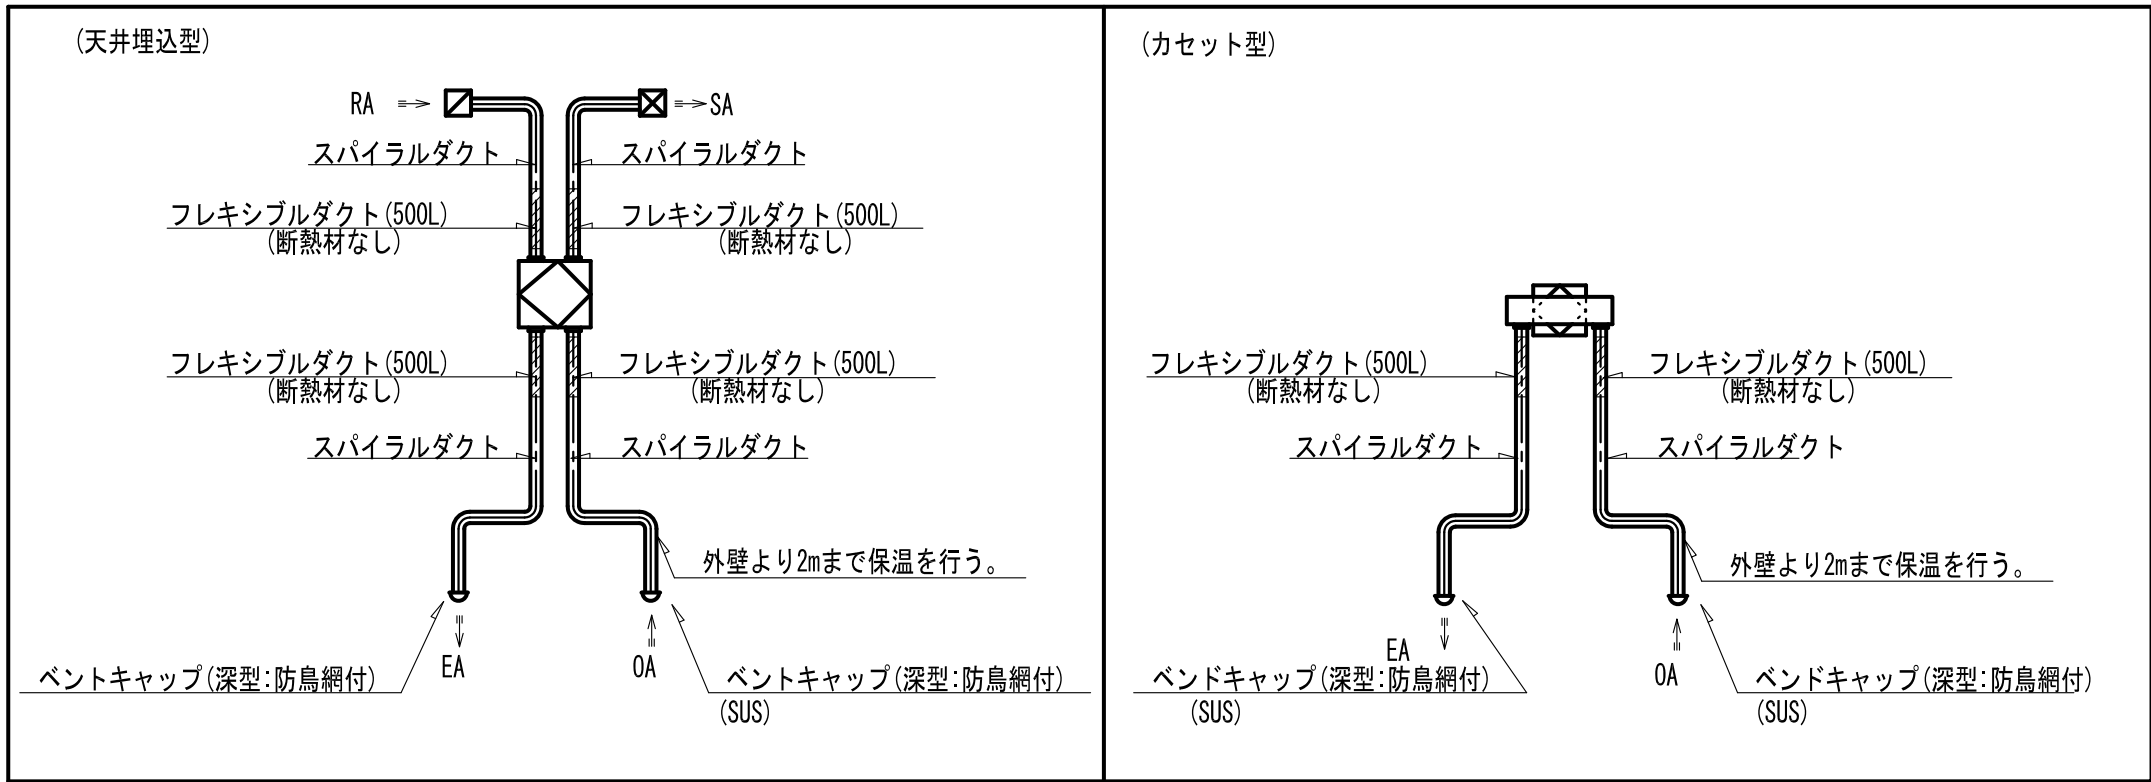 (天井埋込型)
RA
SA
スパイラルダクト
スパイラルダクト
フレキシブルダクト(500L)
(断熱材なし)
フレキシブルダクト(500L)
(断熱材なし)
フレキシブルダクト(500L)
(断熱材なし)
フレキシブルダクト(500L)
(断熱材なし)
スパイラルダクト
スパイラルダクト
外壁より2mまで保温を行う。
EA
OA
ベントキャップ(深型:防鳥網付)
ベントキャップ(深型:防鳥網付)
(SUS)
(カセット型)
フレキシブルダクト(500L)
(断熱材なし)
フレキシブルダクト(500L)
(断熱材なし)
スパイラルダクト
スパイラルダクト
外壁より2mまで保温を行う。
EA
OA
ベンドキャップ(深型:防鳥網付)
(SUS)
ベンドキャップ(深型:防鳥網付)
(SUS)